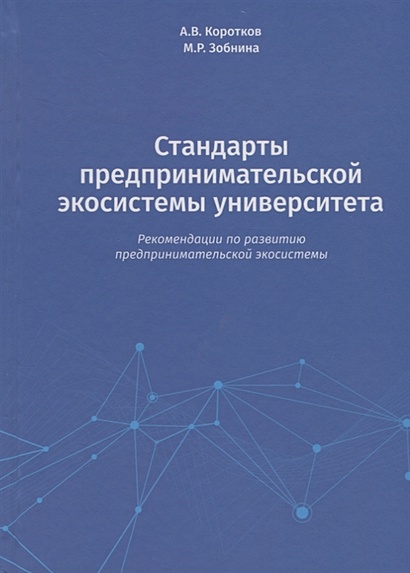 А.В. Коротков
М.Р. Зобнина
Стандарты
предпринимательской
экосистемы университета
Рекомендации по развитию
предпринимательской экосистемы